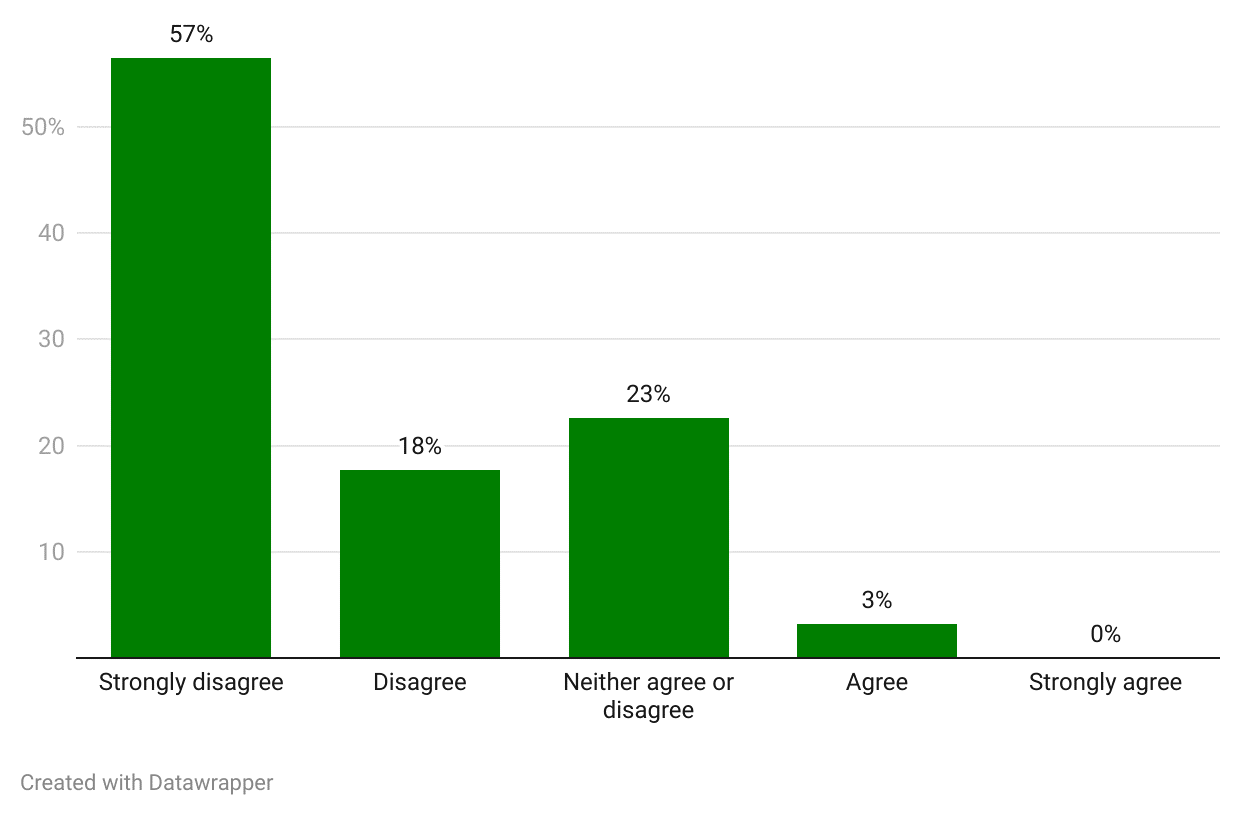 57%
50%
40
30
23%
20
18%
10
3%
0%
Strongly disagree
Disagree
Neither agree or
disagree
Agree
Strongly agree
Created with Datawrapper